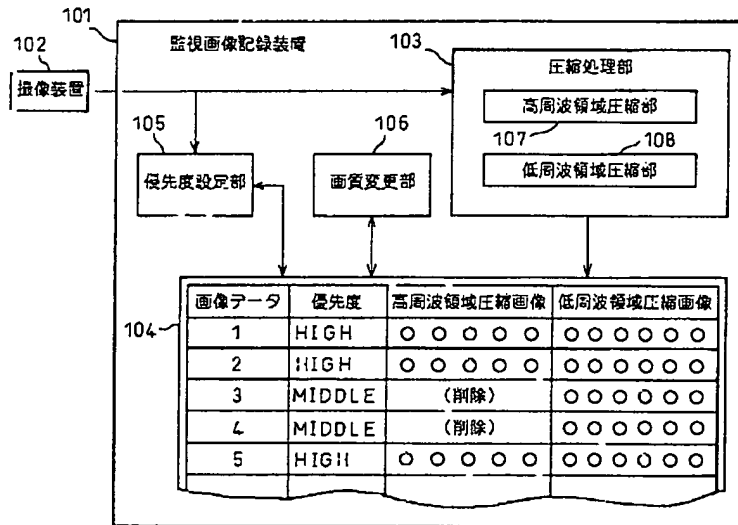 101
102
監視画像記録装置
103
撮像装置
圧縮処理部
高周波領域圧縮部
107
108
低周波領域圧縮部
105
106
優先度設定部
画質変更部
104
画像データ 優先度 高周波領域圧縮画像 低周波領域圧縮画像
1 HIGH ○ ○ ○ ○ ○ ○ ○ ○ ○ ○ ○
2 HIGH ○ ○ ○ ○ ○ ○ ○ ○ ○ ○ ○
3 MIDDLE (削除) ○ ○ ○ ○ ○ ○
4 MIDDLE (削除) ○ ○ ○ ○ ○ ○
5 HIGH ○ ○ ○ ○ ○ ○ ○ ○ ○ ○ ○